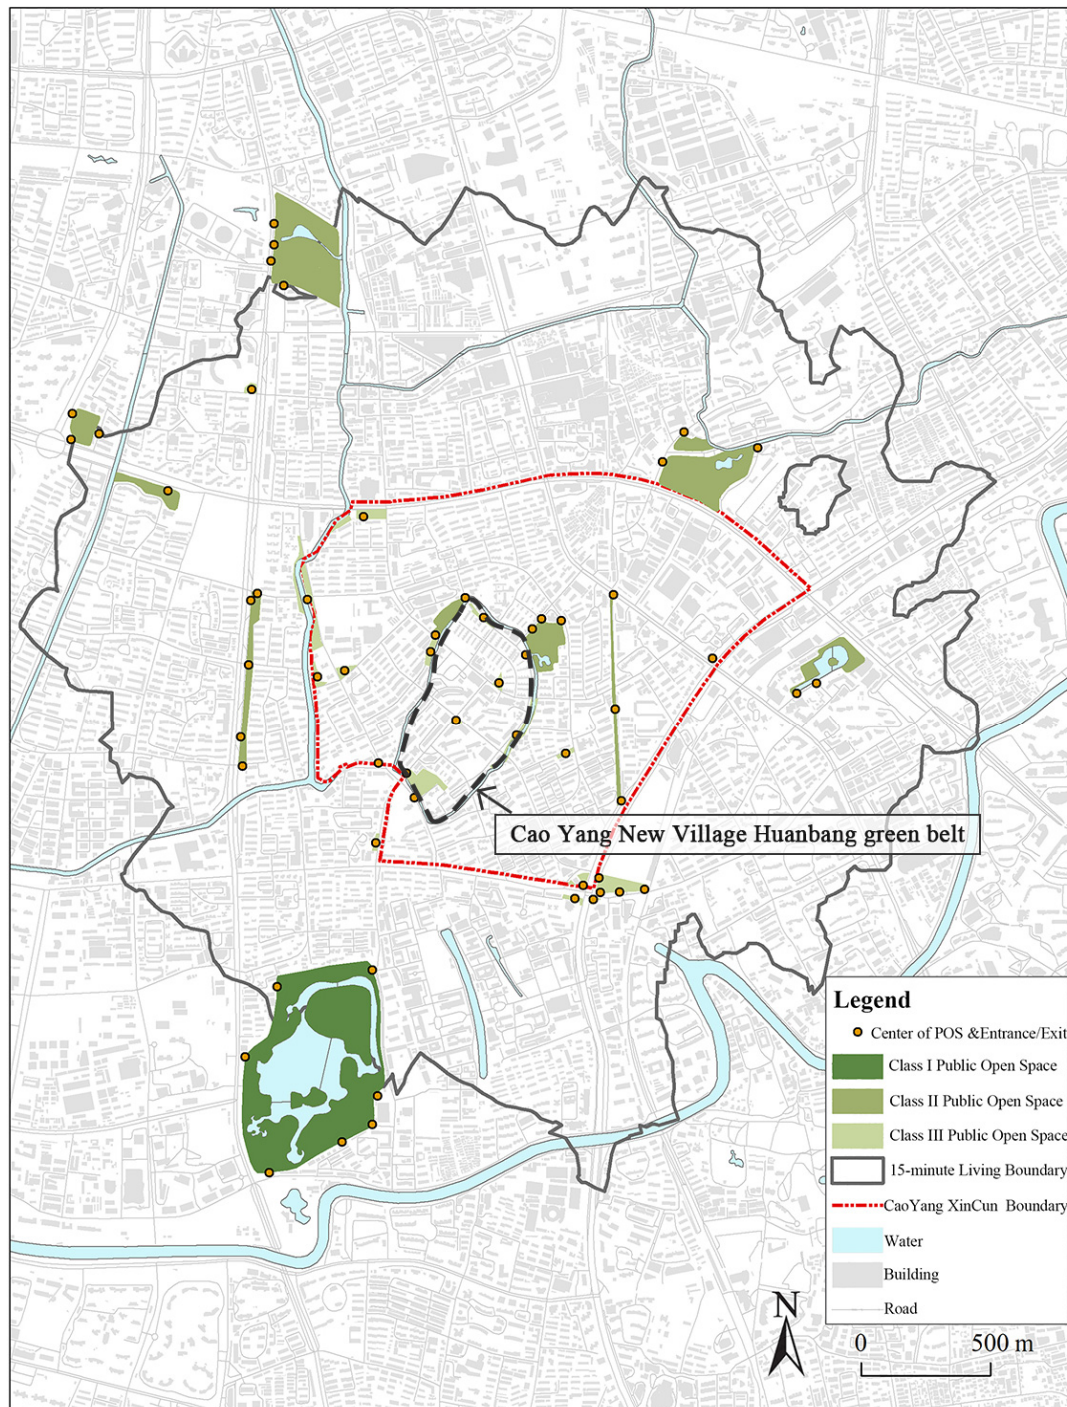 Cao Yang New Village Huanbang green belt
Legend
Center of POS &Entrance/Exit
Class I Public Open Space
Class II Public Open Space
Class III Public Open Space
15-minute Living Boundary
CaoYang XinCun Boundary
Water
Building
Road
N
0 500 m